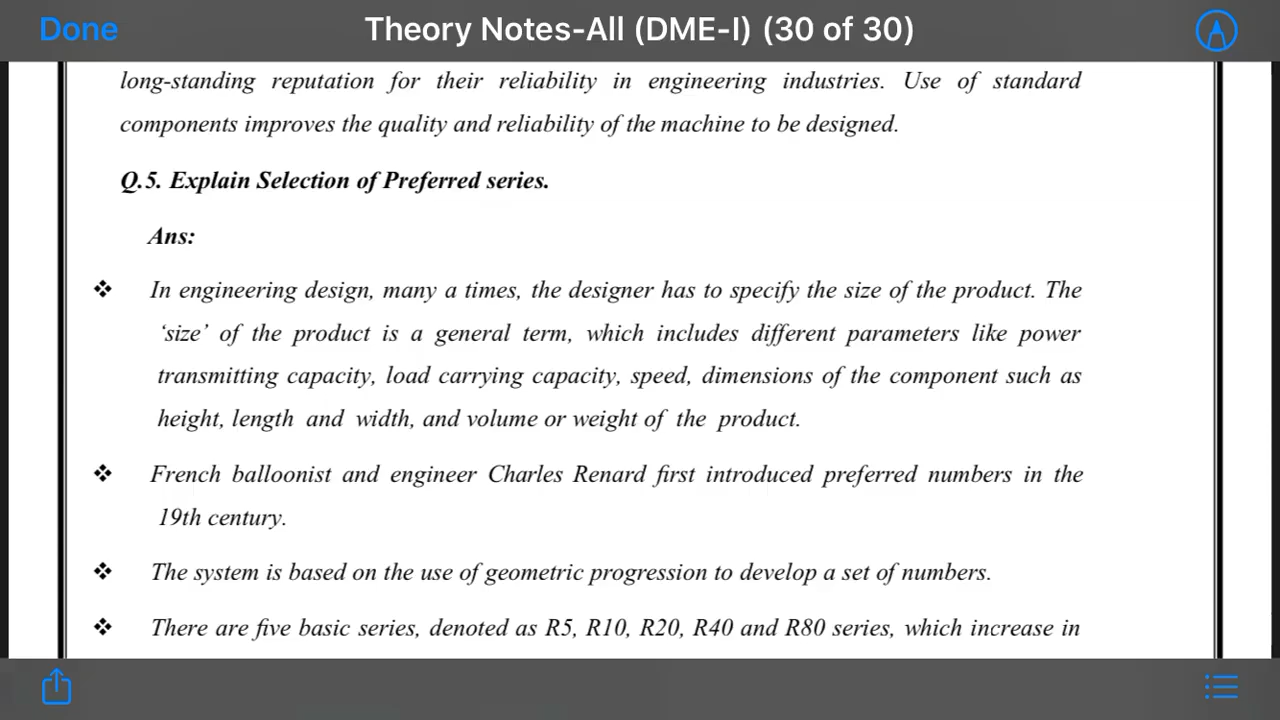 Done
Theory Notes-All (DME-I) (30 of 30)
long-standing reputation for their reliability in engineering industries. Use of standard
components improves the quality and reliability of the machine to be designed.
Q.5. Explain Selection of Preferred series.
Ans:
❖ In engineering design, many a times, the designer has to specify the size of the product. The
‘size’ of the product is a general term, which includes different parameters like power
transmitting capacity, load carrying capacity, speed, dimensions of the component such as
height, length and width, and volume or weight of the product.
❖ French balloonist and engineer Charles Renard first introduced preferred numbers in the
19th century.
❖ The system is based on the use of geometric progression to develop a set of numbers.
❖ There are five basic series, denoted as R5, R10, R20, R40 and R80 series, which increase in